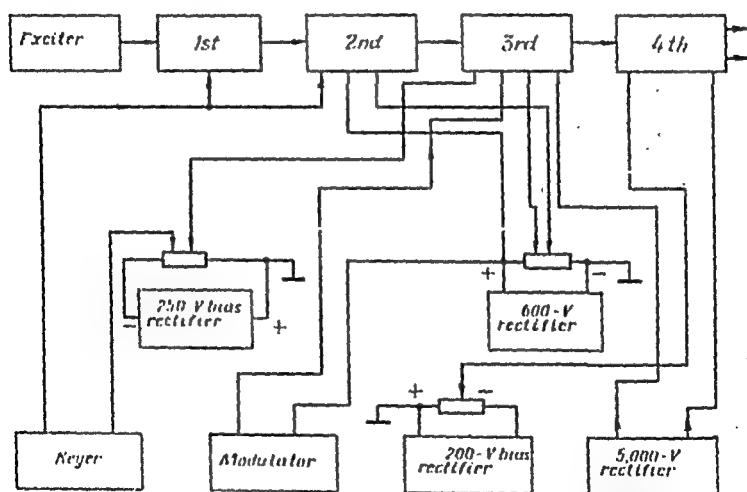 Exciter
1st
2nd
3rd
4th
250-V bias
rectifier
-
+
+
-
600-V
rectifier
+
-
Keyer
Modulator
200-V bias
rectifier
5,000-V
rectifier